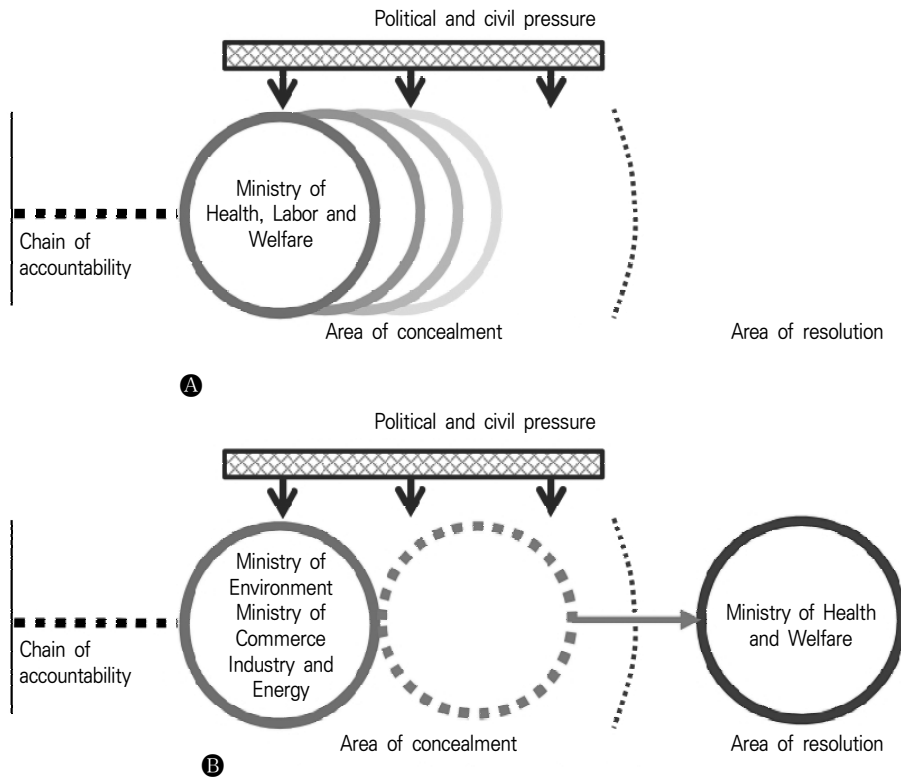 Political and civil pressure
Ministry of
Health, Labor and
Welfare
Chain of
accountability
Area of concealment
Area of resolution
A
Political and civil pressure
Ministry of
Environment
Ministry of
Commerce
Industry and
Energy
Ministry of Health
and Welfare
Chain of
accountability
Area of concealment
Area of resolution
B